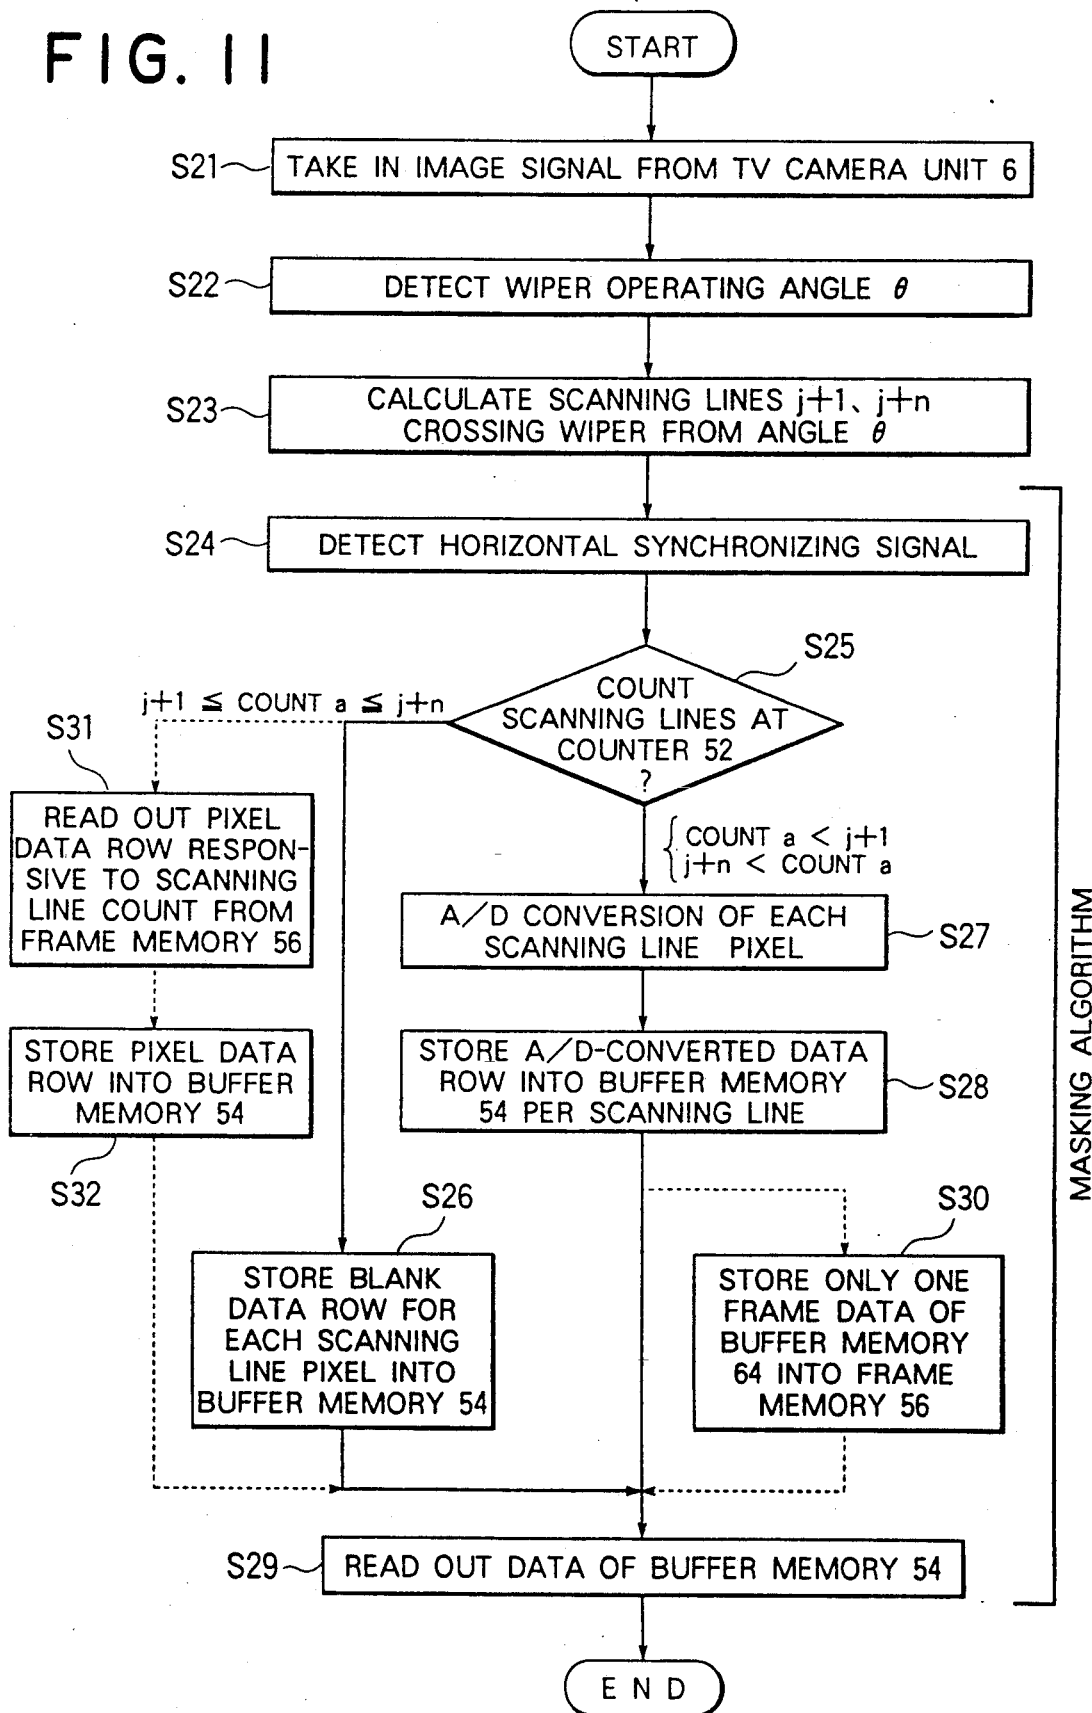 FIG. 11
START
S21
TAKE IN IMAGE SIGNAL FROM TV CAMERA UNIT 6
S22
DETECT WIPER OPERATING ANGLE θ
S23
CALCULATE SCANNING LINES j+1、j+n
CROSSING WIPER FROM ANGLE θ
S24
DETECT HORIZONTAL SYNCHRONIZING SIGNAL
S25
COUNT
SCANNING LINES AT
COUNTER 52
?
j+1 ≦ COUNT a ≦ j+n
S31
READ OUT PIXEL
DATA ROW RESPON-
SIVE TO SCANNING
LINE COUNT FROM
FRAME MEMORY 56
COUNT a < j+1
j+n < COUNT a
A/D CONVERSION OF EACH
SCANNING LINE PIXEL
S27
STORE PIXEL DATA
ROW INTO BUFFER
MEMORY 54
S32
STORE A/D-CONVERTED DATA
ROW INTO BUFFER MEMORY
54 PER SCANNING LINE
S28
S26
STORE BLANK
DATA ROW FOR
EACH SCANNING
LINE PIXEL INTO
BUFFER MEMORY 54
S30
STORE ONLY ONE
FRAME DATA OF
BUFFER MEMORY
64 INTO FRAME
MEMORY 56
S29
READ OUT DATA OF BUFFER MEMORY 54
END
MASKING ALGORITHM